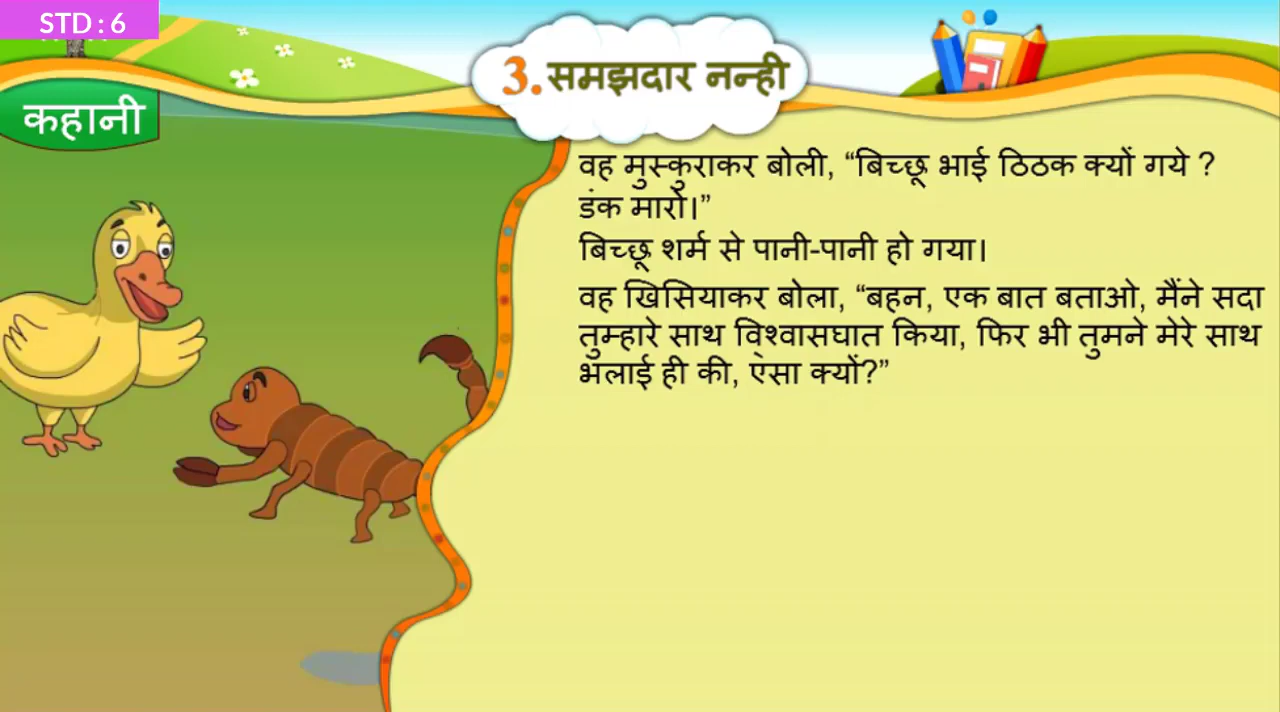 STD : 6
3. समझदार नन्ही
कहानी
वह मुस्कुराकर बोली, “बिच्छू भाई ठिठक क्यों गये ?
डंक मारो।”
बिच्छू शर्म से पानी-पानी हो गया।
वह खिसियाकर बोला, “बहन, एक बात बताओ, मैंने सदा
तुम्हारे साथ विश्वासघात किया, फिर भी तुमने मेरे साथ
भलाई ही की, ऐसा क्यों?”